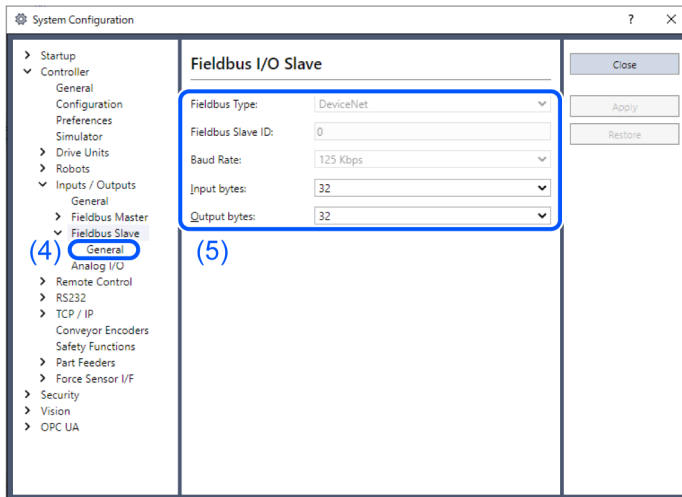 System Configuration
? ×
Startup
Controller
General
Configuration
Preferences
Simulator
Drive Units
Robots
Inputs / Outputs
General
Fieldbus Master
Fieldbus Slave
(4) General
Analog I/O
Remote Control
RS232
TCP / IP
Conveyor Encoders
Safety Functions
Part Feeders
Force Sensor I/F
Security
Vision
OPC UA
Fieldbus I/O Slave
Fieldbus Type: DeviceNet
Fieldbus Slave ID: 0
Baud Rate: 125 Kbps
Input bytes: 32
Output bytes: 32
(5)
Close
Apply
Restore